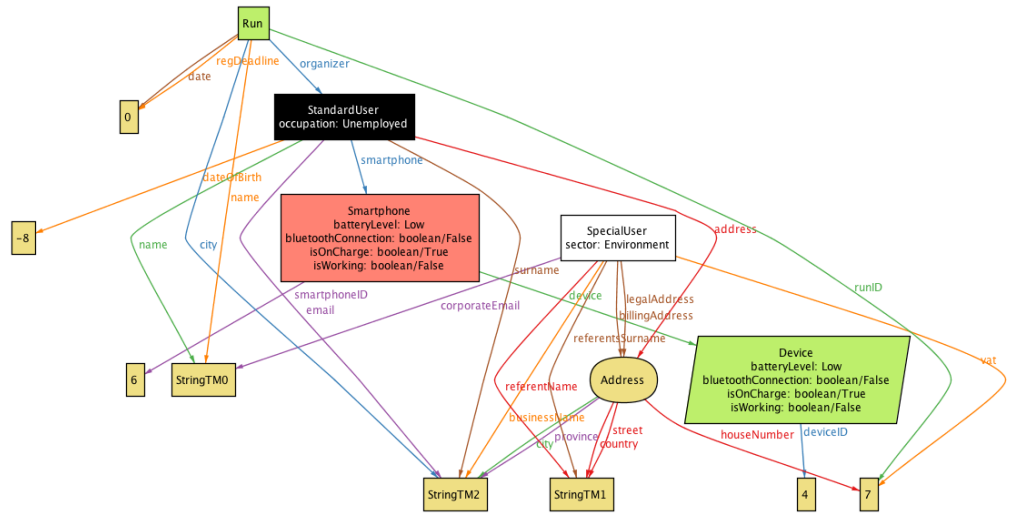 Run
regDeadline
organizer
date
0
StandardUser
occupation: Unemployed
smartphone
dateOfBirth
name
Smartphone
batteryLevel: Low
bluetoothConnection: boolean/False
isOnCharge: boolean/True
isWorking: boolean/False
SpecialUser
sector: Environment
address
-8
name
city
surname
smartphoneID
email
corporateEmail
device
legalAddress
billingAddress
runID
referentsSurname
Device
batteryLevel: Low
bluetoothConnection: boolean/False
isOnCharge: boolean/True
isWorking: boolean/False
vat
6
StringTM0
referentName
Address
businessName
city
province
street
country
houseNumber
deviceID
StringTM2
StringTM1
4
7